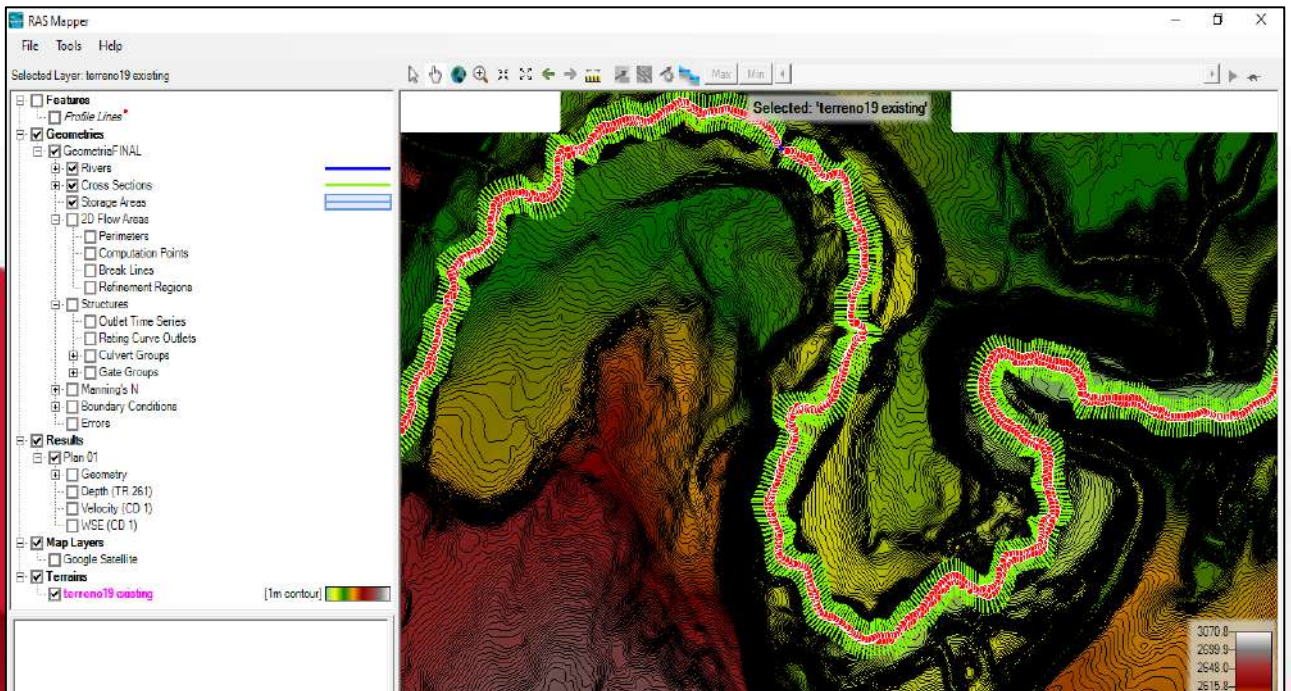 RAS Mapper
File Tools Help
Selected Layer: terreno19 existing
Max Min
Features
Profile Lines
Geometries
GeometriaFINAL
Rivers
Cross Sections
Storage Areas
2D Flow Areas
Perimeters
Computation Points
Break Lines
Refinement Regions
Structures
Outlet Time Series
Rating Curve Outlets
Culvert Groups
Gate Groups
Manning's N
Boundary Conditions
Errors
Results
Plan 01
Geometry
Depth (TR 261)
Velocity (CD 1)
WSE (CD 1)
Map Layers
Google Satellite
Terrains
terreno19 existing [1m contour]
Selected: 'terreno19 existing'
3070.8
2699.9
2648.0
2615.8